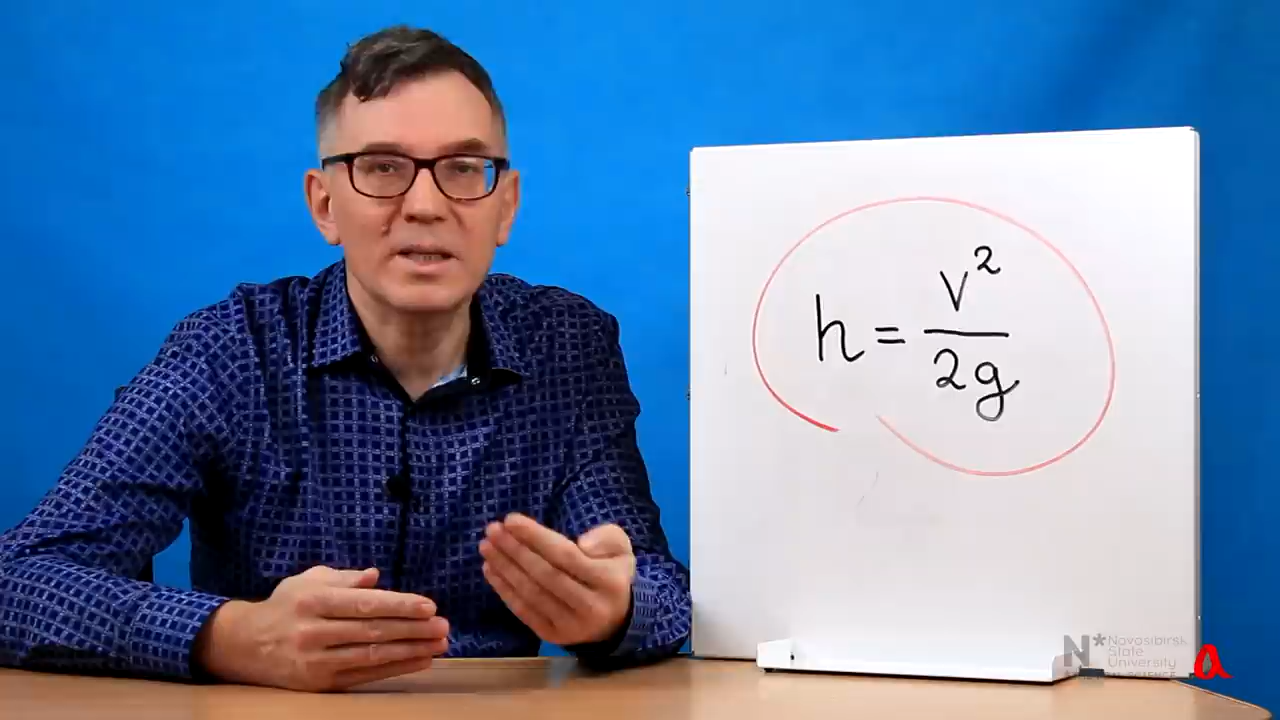 h = v² / 2g
N* Novosibirsk
State
University